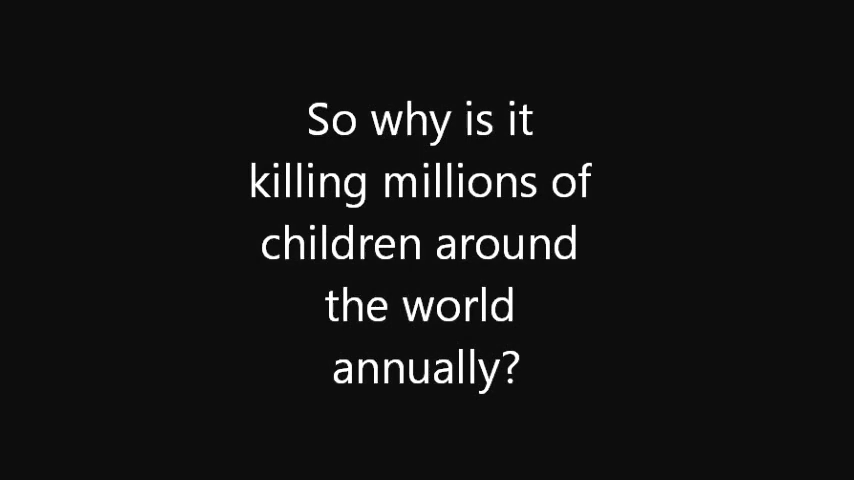 So why is it
killing millions of
children around
the world
annually?